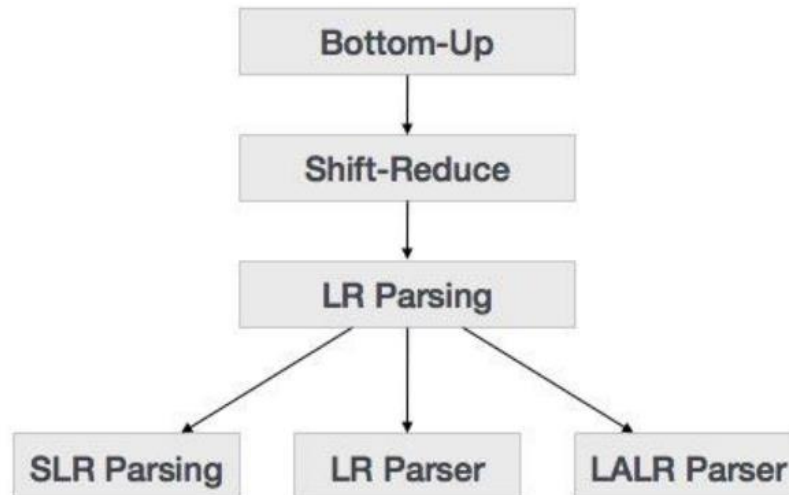 Bottom-Up
Shift-Reduce
LR Parsing
SLR Parsing
LR Parser
LALR Parser